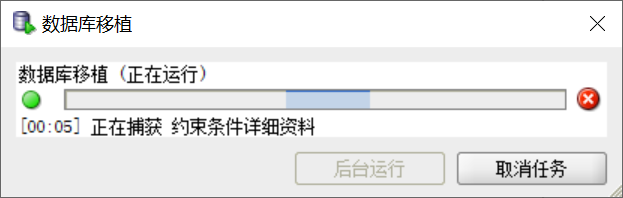 数据库移植
数据库移植（正在运行）
[00:05] 正在捕获 约束条件详细资料
后台运行 取消任务